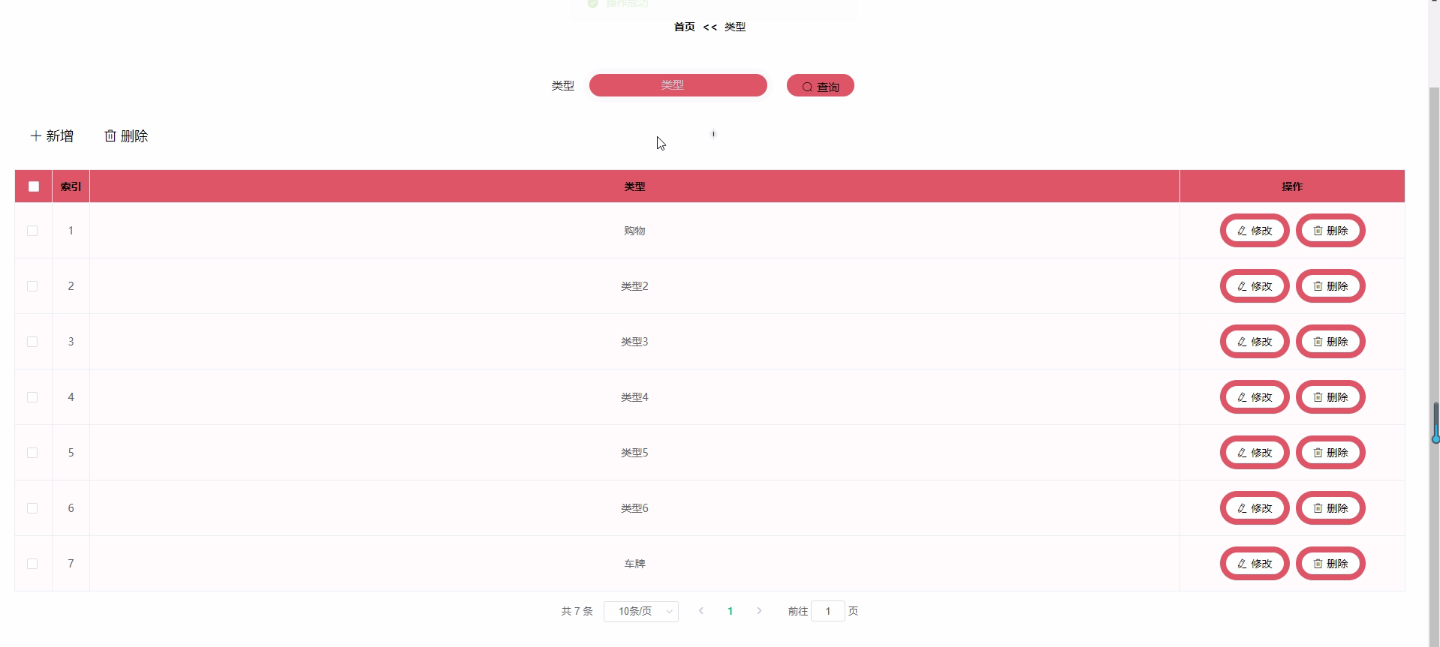 操作成功
首页 << 类型
类型 类型 查询
新增 删除
索引 类型 操作
1 购物 修改 删除
2 类型2 修改 删除
3 类型3 修改 删除
4 类型4 修改 删除
5 类型5 修改 删除
6 类型6 修改 删除
7 车牌 修改 删除
共 7 条 10条/页 1 前往 1 页